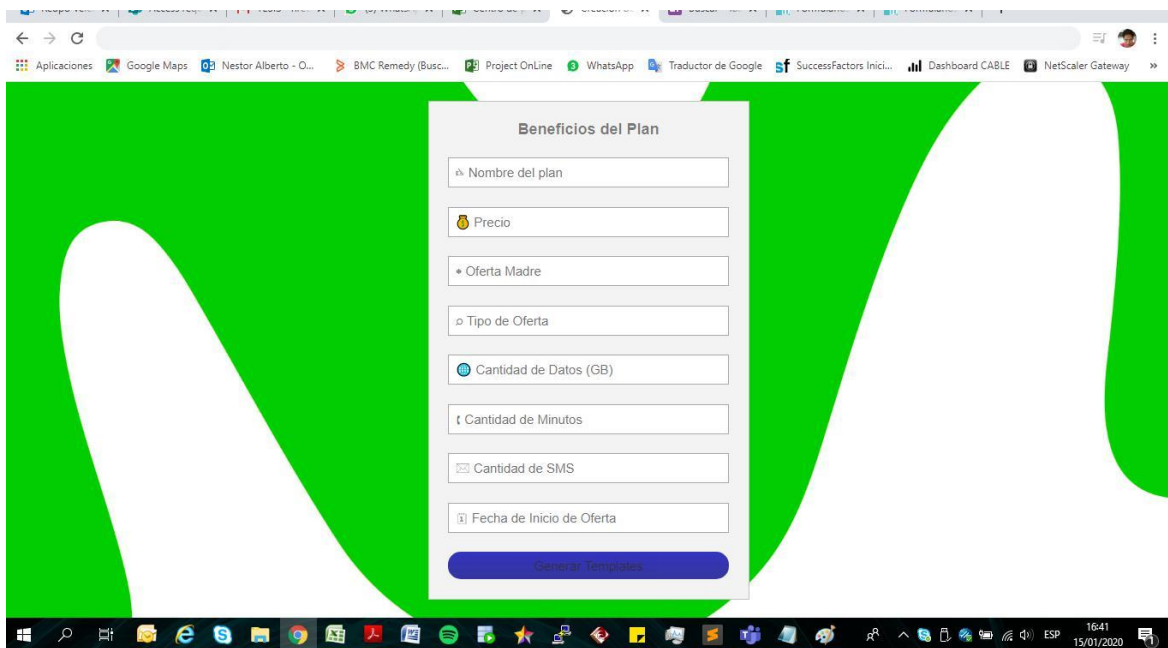 Aplicaciones Google Maps Nestor Alberto - O... BMC Remedy (Busc... Project OnLine WhatsApp Traductor de Google SuccessFactors Inici... Dashboard CABLE NetScaler Gateway »
Beneficios del Plan
Nombre del plan
Precio
Oferta Madre
Tipo de Oferta
Cantidad de Datos (GB)
Cantidad de Minutos
Cantidad de SMS
Fecha de Inicio de Oferta
Generar Templates
ESP 16:41
15/01/2020